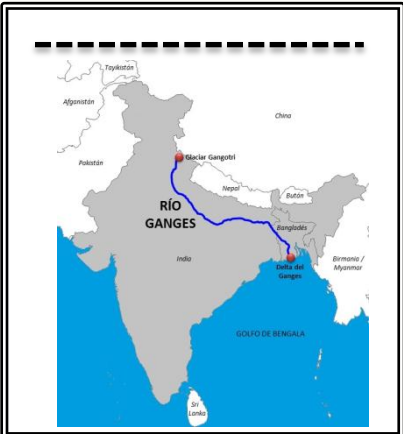 Tayikistán
Afganistán
China
Pakistán
Glaciar Gangotri
Nepal
Bután
RÍO
GANGES
Bangladés
India
Birmania /
Myanmar
Delta del
Ganges
GOLFO DE BENGALA
Sri
Lanka